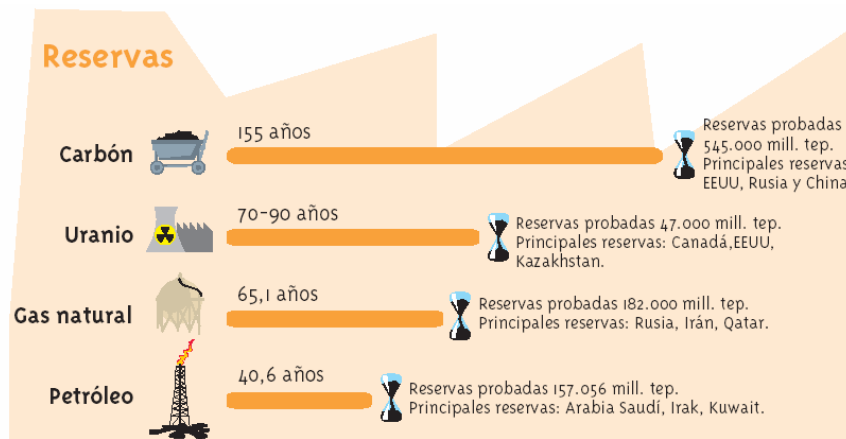 Reservas
Carbón
155 años
Reservas probadas
545.000 mill. tep.
Principales reservas
EEUU, Rusia y China
Uranio
70-90 años
Reservas probadas 47.000 mill. tep.
Principales reservas: Canadá,EEUU,
Kazakhstan.
Gas natural
65,1 años
Reservas probadas 182.000 mill. tep.
Principales reservas: Rusia, Irán, Qatar.
Petróleo
40,6 años
Reservas probadas 157.056 mill. tep.
Principales reservas: Arabia Saudí, Irak, Kuwait.